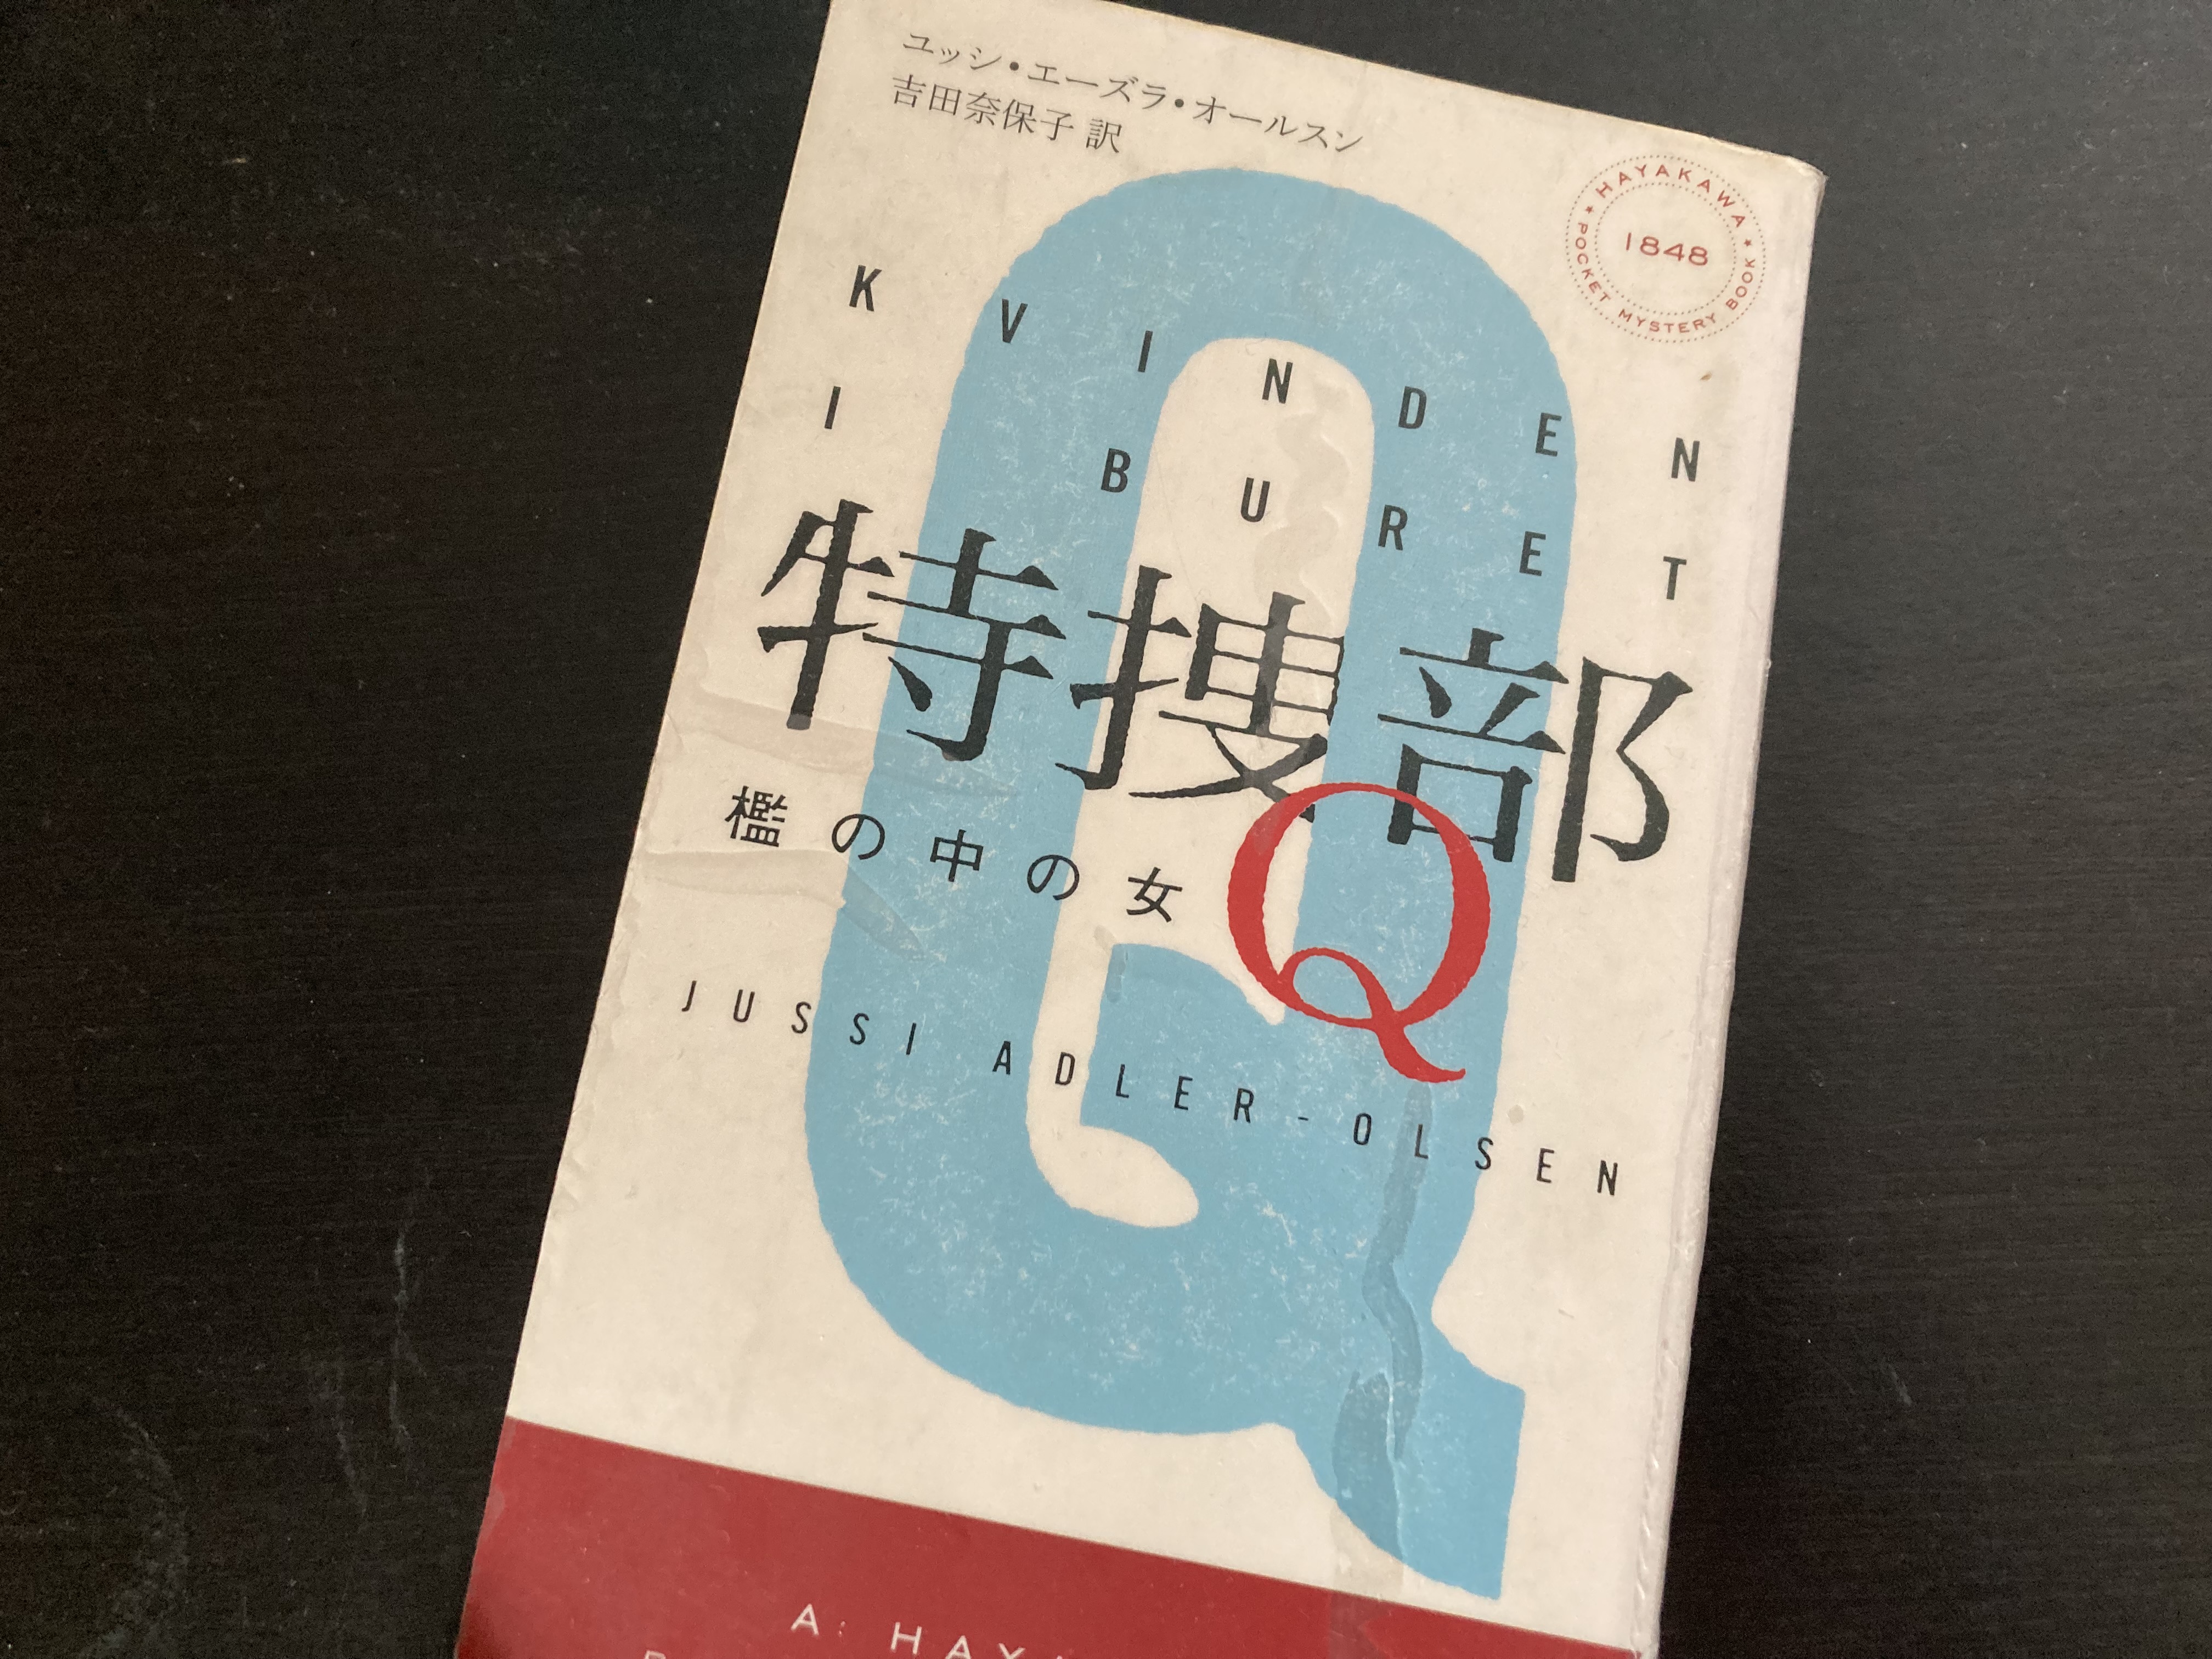 ユッシ・エーズラ・オールスン
吉田奈保子 訳
HAYAKAWA
1848
POCKET MYSTERY BOOK
KVINDEN
I BURET
特捜部
Q
檻の中の女
JUSSI ADLER-OLSEN
A HAY